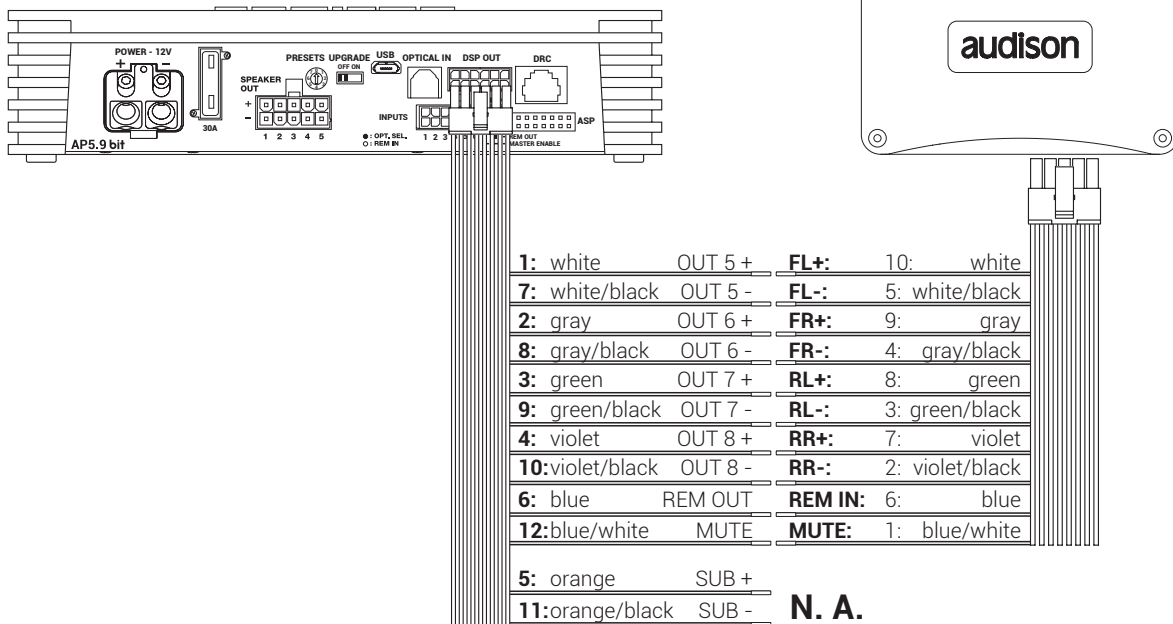 POWER - 12V
+ -
30A
AP5.9 bit
SPEAKER
OUT
+
-
1 2 3 4 5
PRESETS UPGRADE USB OPTICAL IN DSP OUT DRC
OFF ON
INPUTS
ASP
● : OPT. SEL.
○ : REM IN
1 2 3
REM OUT
MASTER ENABLE
audison
1: white OUT 5 + FL+: 10: white
7: white/black OUT 5 - FL-: 5: white/black
2: gray OUT 6 + FR+: 9: gray
8: gray/black OUT 6 - FR-: 4: gray/black
3: green OUT 7 + RL+: 8: green
9: green/black OUT 7 - RL-: 3: green/black
4: violet OUT 8 + RR+: 7: violet
10: violet/black OUT 8 - RR-: 2: violet/black
6: blue REM OUT REM IN: 6: blue
12: blue/white MUTE MUTE: 1: blue/white
5: orange SUB +
11: orange/black SUB -
N. A.